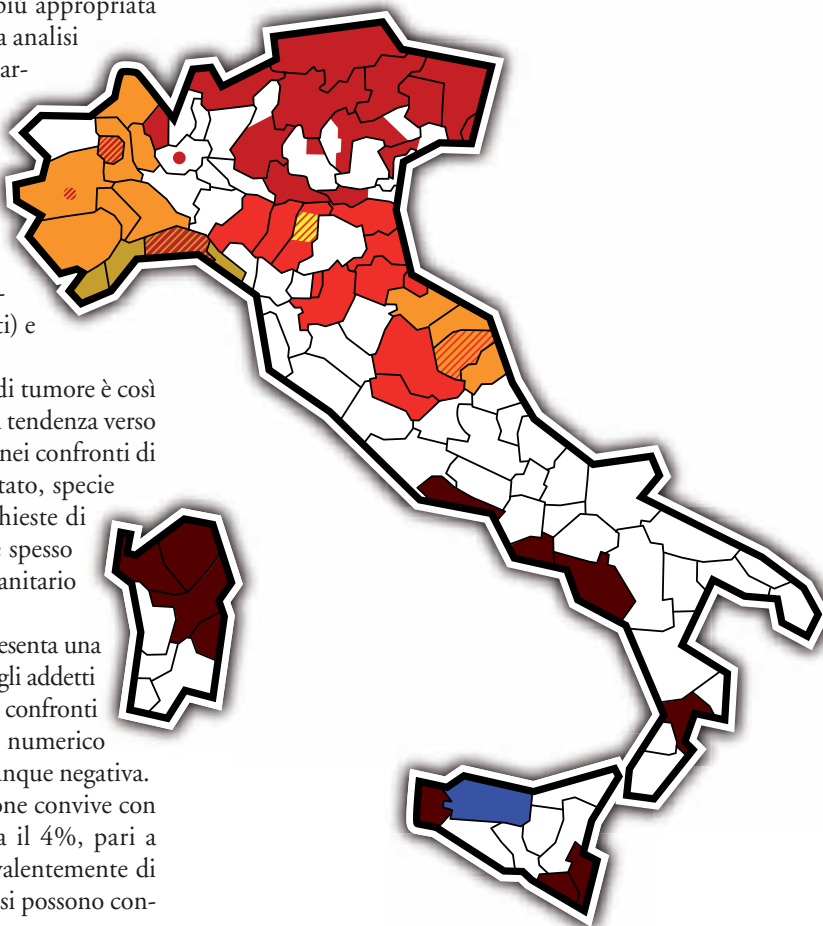 più appropriata
a analisi
ar-
-
ti) e
di tumore è così
tendenza verso
nei confronti di
tato, specie
hieste di
spesso
anitario
esenta una
gli addetti
confronti
numerico
unque negativa.
one convive con
a il 4%, pari a
valentemente di
si possono con-